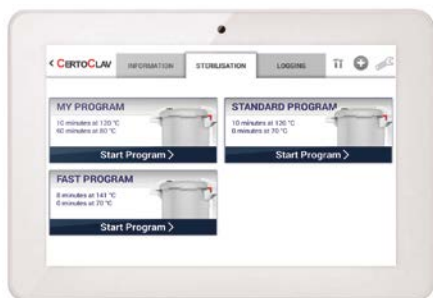 < CERTOCLAV INFORMATION STERILISATION LOGGING
MY PROGRAM
10 minutes at 120 °C
60 minutes at 80 °C
Start Program >
STANDARD PROGRAM
10 minutes at 120 °C
0 minutes at 70 °C
Start Program >
FAST PROGRAM
8 minutes at 141 °C
0 minutes at 70 °C
Start Program >